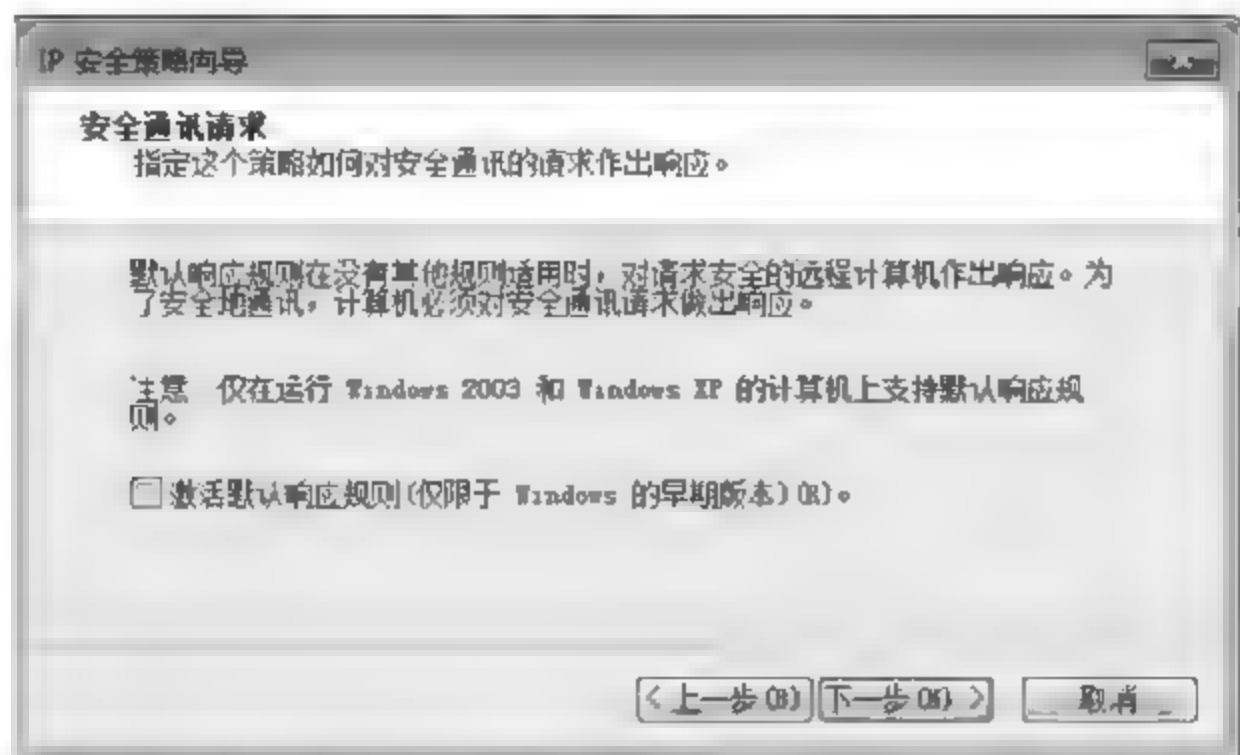 IP 安全策略向导
安全通讯请求
指定这个策略如何对安全通讯的请求作出响应。
默认响应规则在没有其他规则适用时，对请求安全的远程计算机作出响应。为
了安全地通讯，计算机必须对安全通讯请求做出响应。
注意　仅在运行 Windows 2003 和 Windows XP 的计算机上支持默认响应规
则。
激活默认响应规则(仅限于 Windows 的早期版本)(R)。
< 上一步(B) 下一步(N) > 取消